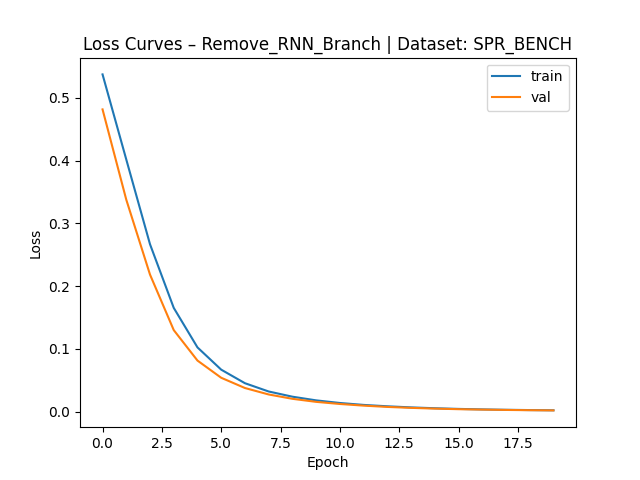 Loss Curves – Remove_RNN_Branch | Dataset: SPR_BENCH
train
val
0.5
0.4
0.3
0.2
0.1
0.0
Loss
0.0 2.5 5.0 7.5 10.0 12.5 15.0 17.5
Epoch